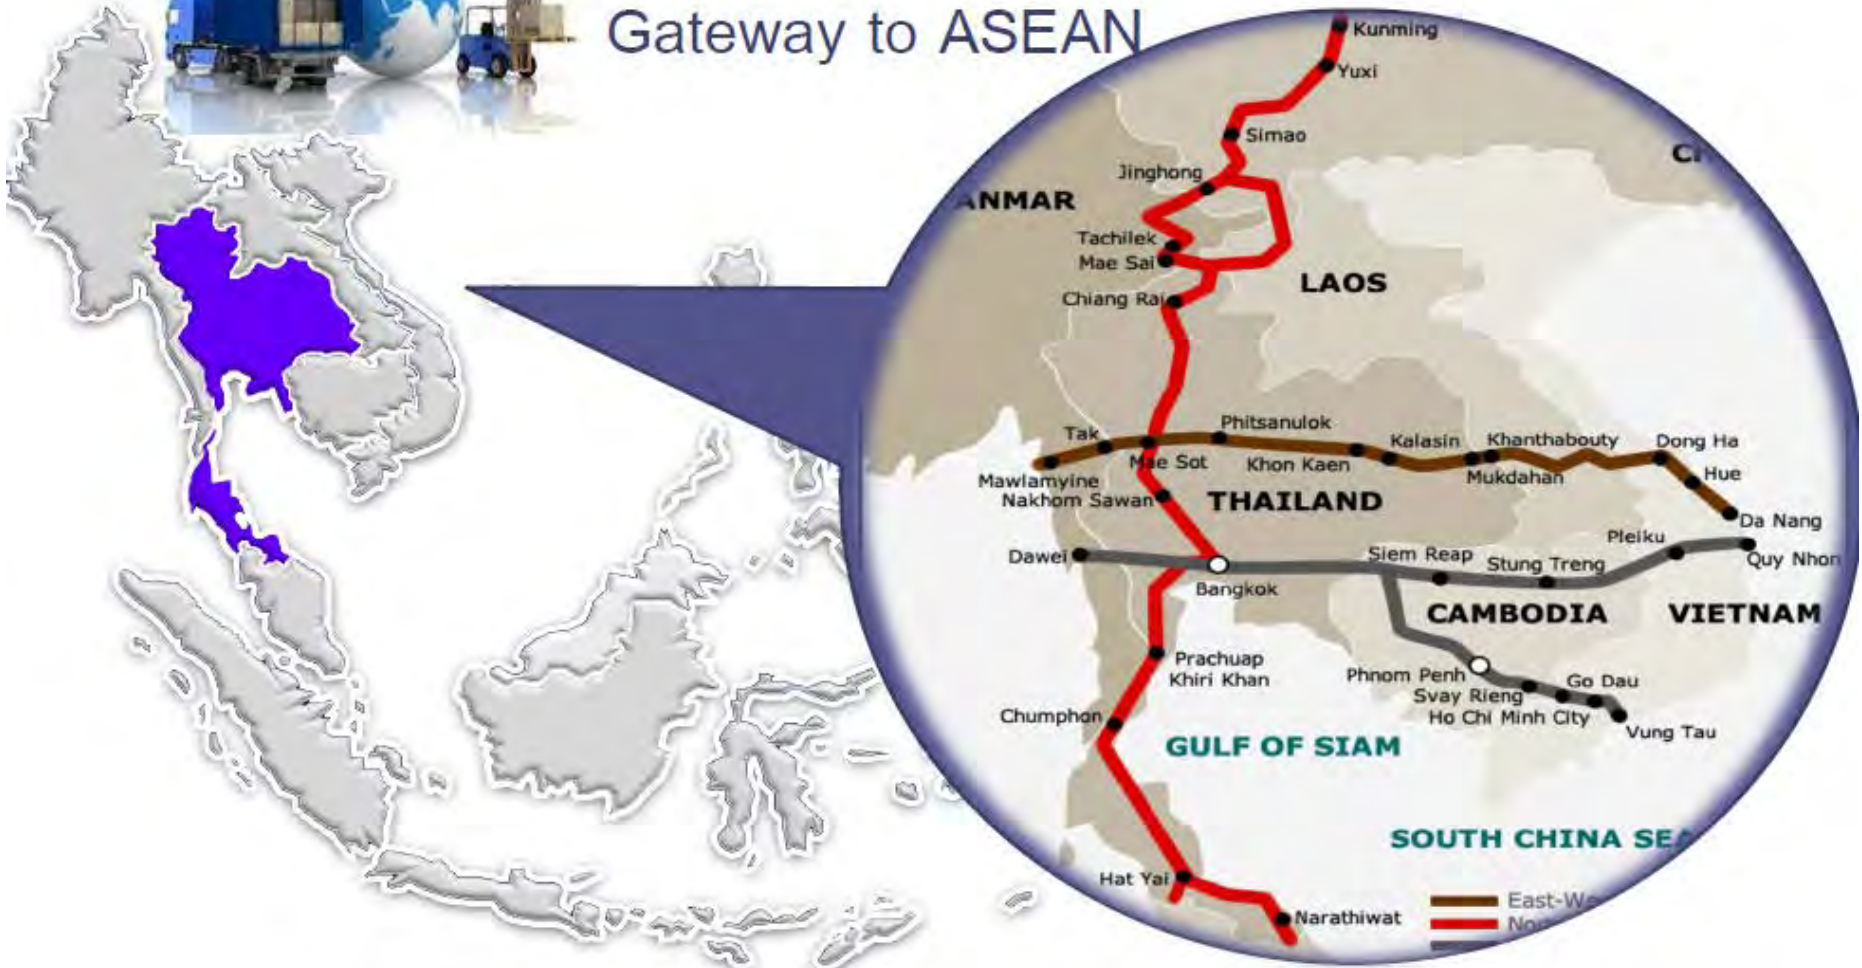 Gateway to ASEAN
Kunming
Yuxi
Simao
Jinghong
ANMAR
Tachilek
Mae Sai
LAOS
Chiang Rai
Phitsanulok
Tak
Kalasin
Khanthabouty
Dong Ha
Mae Sot
Khon Kaen
Mukdahan
Hue
Mawlamyine
Nakhom Sawan
THAILAND
Da Nang
Pleiku
Dawei
Siem Reap
Stung Treng
Quy Nhon
Bangkok
CAMBODIA
VIETNAM
Prachuap
Khiri Khan
Phnom Penh
Go Dau
Svay Rieng
Ho Chi Minh City
Chumphon
Vung Tau
GULF OF SIAM
SOUTH CHINA SEA
Hat Yai
East-We
Narathiwat